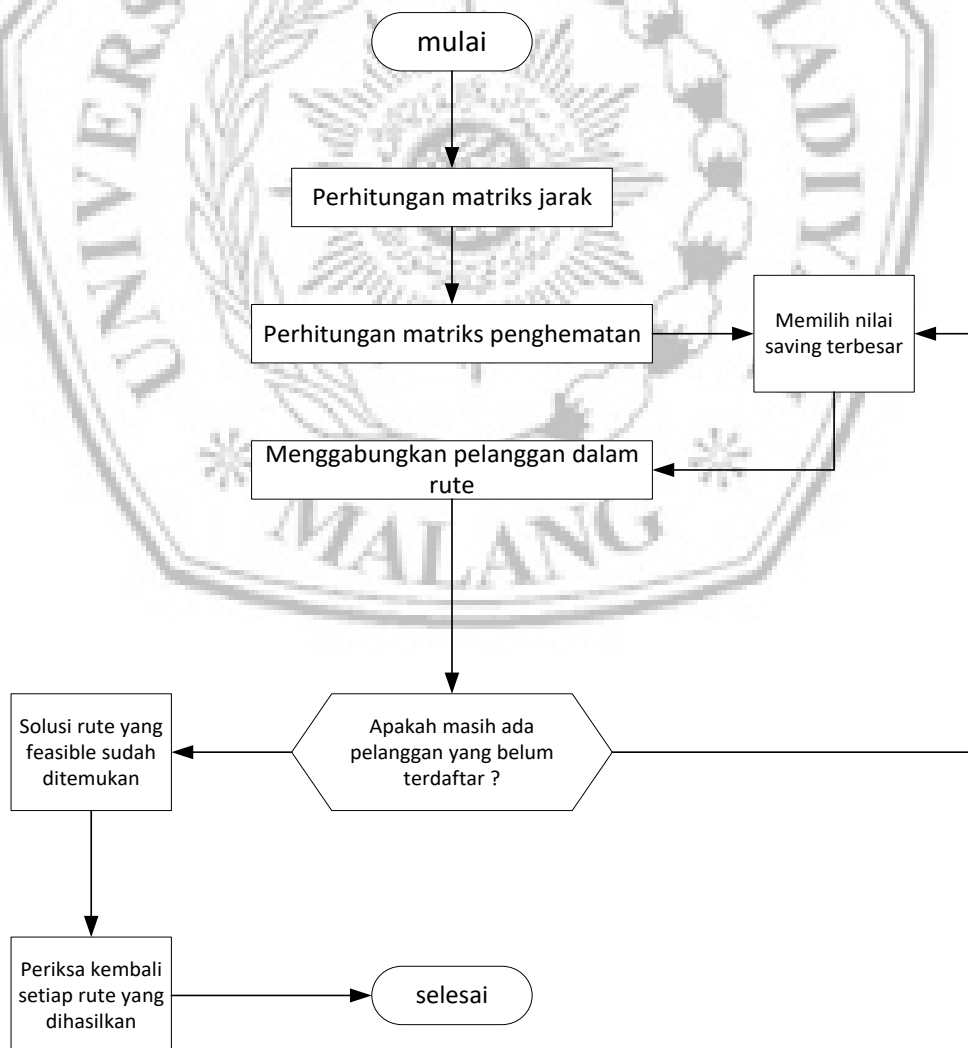 mulai
Perhitungan matriks jarak
Perhitungan matriks penghematan
Memilih nilai
saving terbesar
Menggabungkan pelanggan dalam
rute
MALANG
Apakah masih ada
pelanggan yang belum
terdaftar ?
Solusi rute yang
feasible sudah
ditemukan
Periksa kembali
setiap rute yang
dihasilkan
selesai